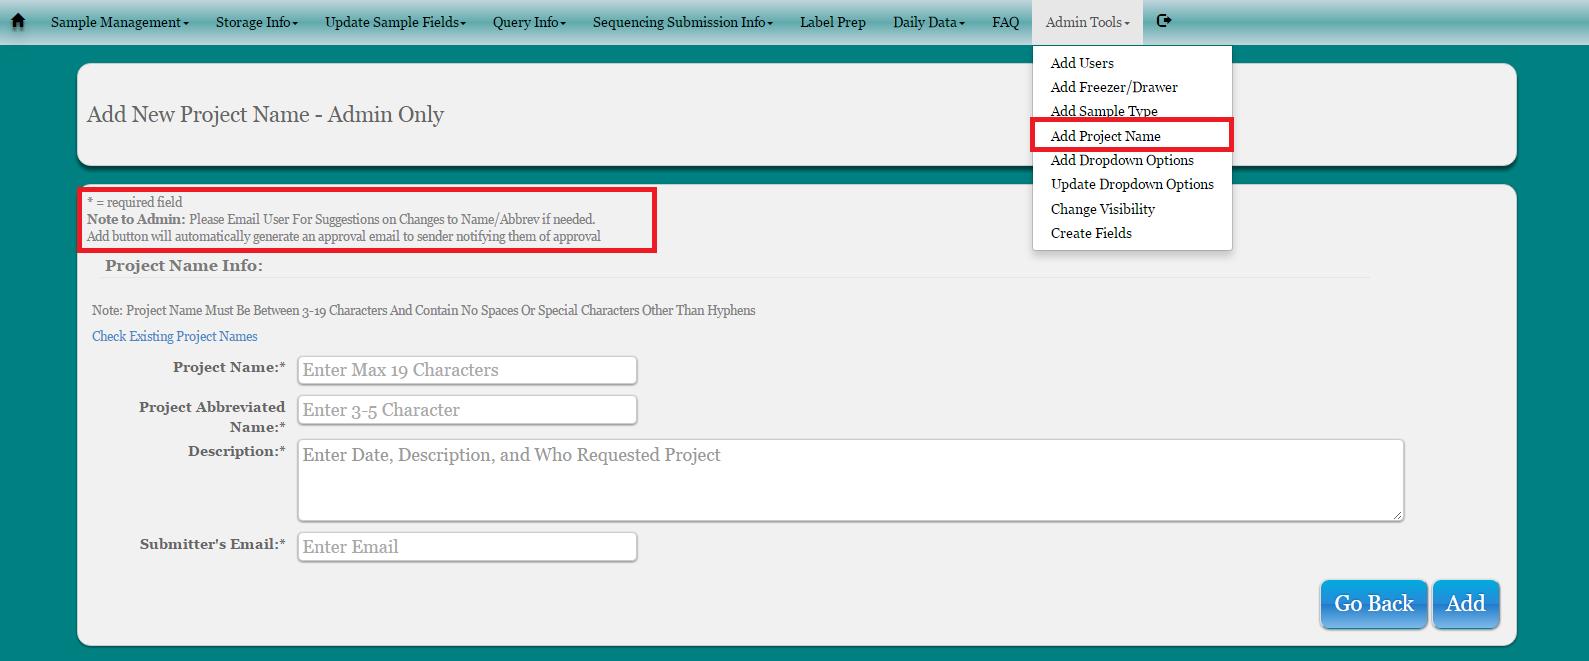 Sample Management Storage Info Update Sample Fields Query Info Sequencing Submission Info Label Prep Daily Data FAQ Admin Tools
Add Users
Add Freezer/Drawer
Add Sample Type
Add Project Name
Add Dropdown Options
Update Dropdown Options
Change Visibility
Create Fields
Add New Project Name - Admin Only
* = required field
Note to Admin: Please Email User For Suggestions on Changes to Name/Abbrev if needed.
Add button will automatically generate an approval email to sender notifying them of approval
Project Name Info:
Note: Project Name Must Be Between 3-19 Characters And Contain No Spaces Or Special Characters Other Than Hyphens
Check Existing Project Names
Project Name:* Enter Max 19 Characters
Project Abbreviated
Name:* Enter 3-5 Character
Description:* Enter Date, Description, and Who Requested Project
Submitter's Email:* Enter Email
Go Back Add